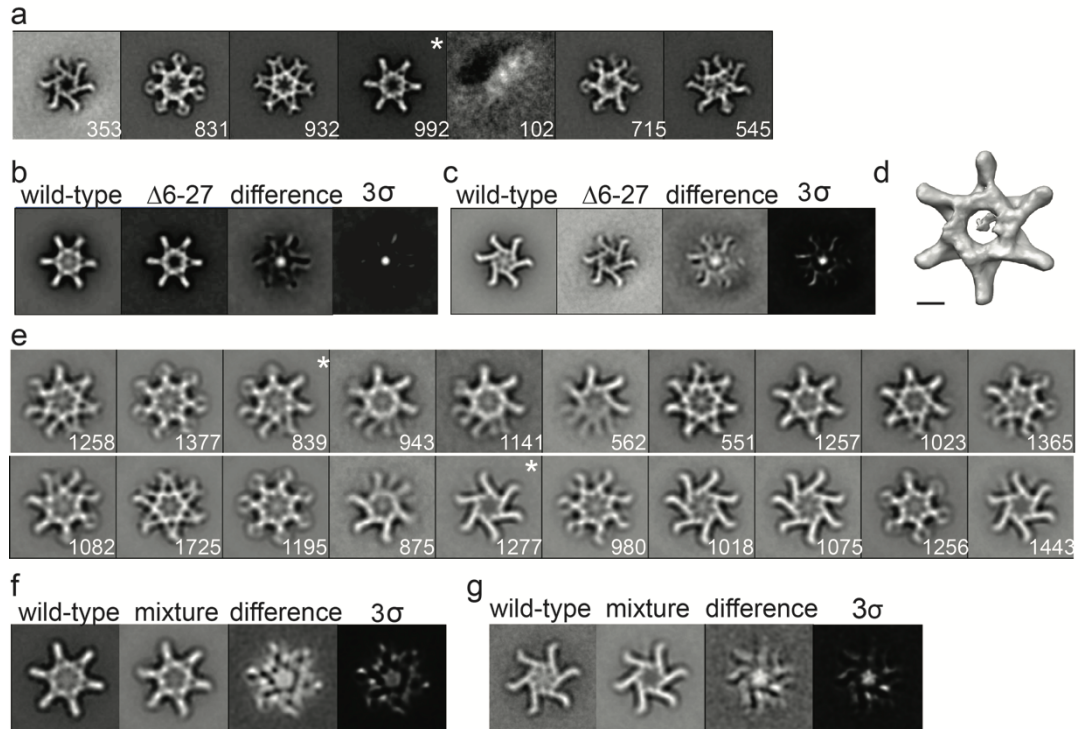 a
*
353 831 932 992 102 715 545
b c d
wild-type Δ6-27 difference 3σ wild-type Δ6-27 difference 3σ
e
*
1258 1377 839 943 1141 562 551 1257 1023 1365
*
1082 1725 1195 875 1277 980 1018 1075 1256 1443
f g
wild-type mixture difference 3σ wild-type mixture difference 3σ